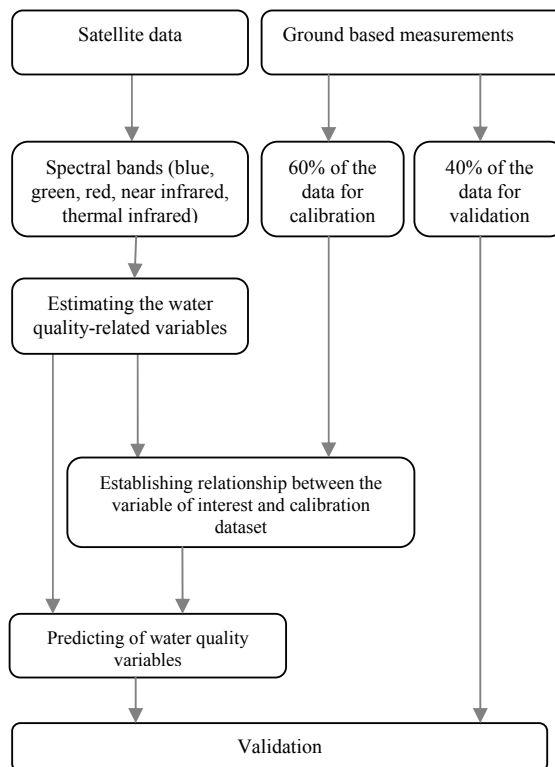 Satellite data
Ground based measurements
Spectral bands (blue,
green, red, near infrared,
thermal infrared)
60% of the
data for
calibration
40% of the
data for
validation
Estimating the water
quality-related variables
Establishing relationship between the
variable of interest and calibration
dataset
Predicting of water quality
variables
Validation